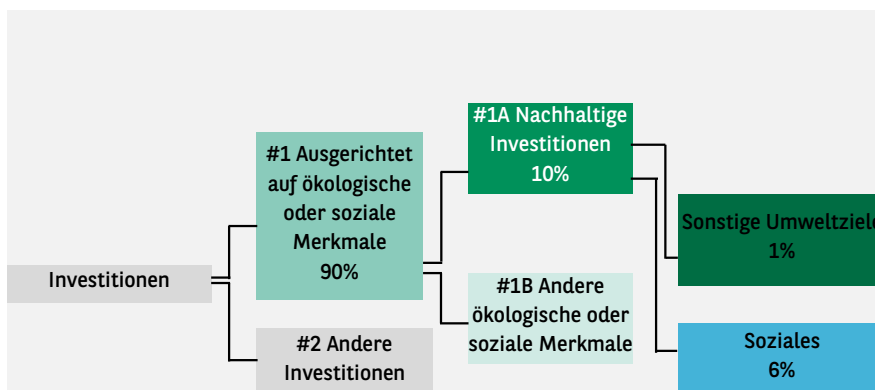 Investitionen
#1 Ausgerichtet
auf ökologische
oder soziale
Merkmale
90%
#2 Andere
Investitionen
#1A Nachhaltige
Investitionen
10%
#1B Andere
ökologische oder
soziale Merkmale
Sonstige Umweltziele
1%
Soziales
6%